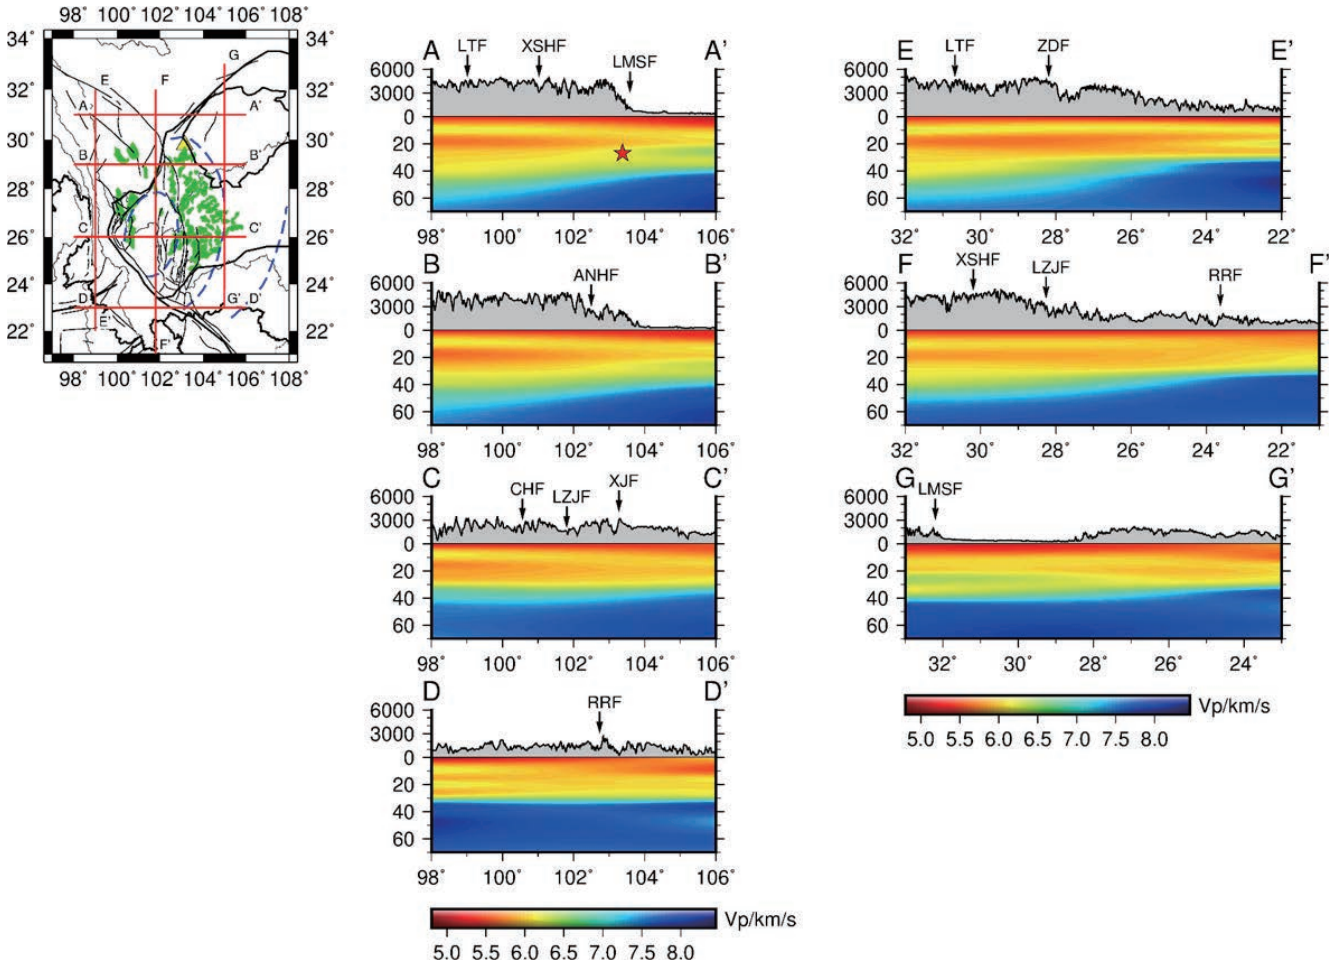 98° 100° 102° 104° 106° 108°
34° 34°
G
E F
32° 32°
A A'
30° 30°
B B'
28° 28°
C C'
26° 26°
24° 24°
D G' D'
E'
22° 22°
F'
98° 100° 102° 104° 106° 108°
A LTF XSHF LMSF A'
6000
3000
0
20
40
60
98° 100° 102° 104° 106°
B ANHF B'
6000
3000
0
20
40
60
98° 100° 102° 104° 106°
C CHF LZJF XJF C'
6000
3000
0
20
40
60
98° 100° 102° 104° 106°
D RRF D'
6000
3000
0
20
40
60
98° 100° 102° 104° 106°
Vp/km/s
5.0 5.5 6.0 6.5 7.0 7.5 8.0
E LTF ZDF E'
6000
3000
0
20
40
60
32° 30° 28° 26° 24° 22°
F XSHF LZJF RRF F'
6000
3000
0
20
40
60
32° 30° 28° 26° 24° 22°
G LMSF G'
6000
3000
0
20
40
60
32° 30° 28° 26° 24°
Vp/km/s
5.0 5.5 6.0 6.5 7.0 7.5 8.0